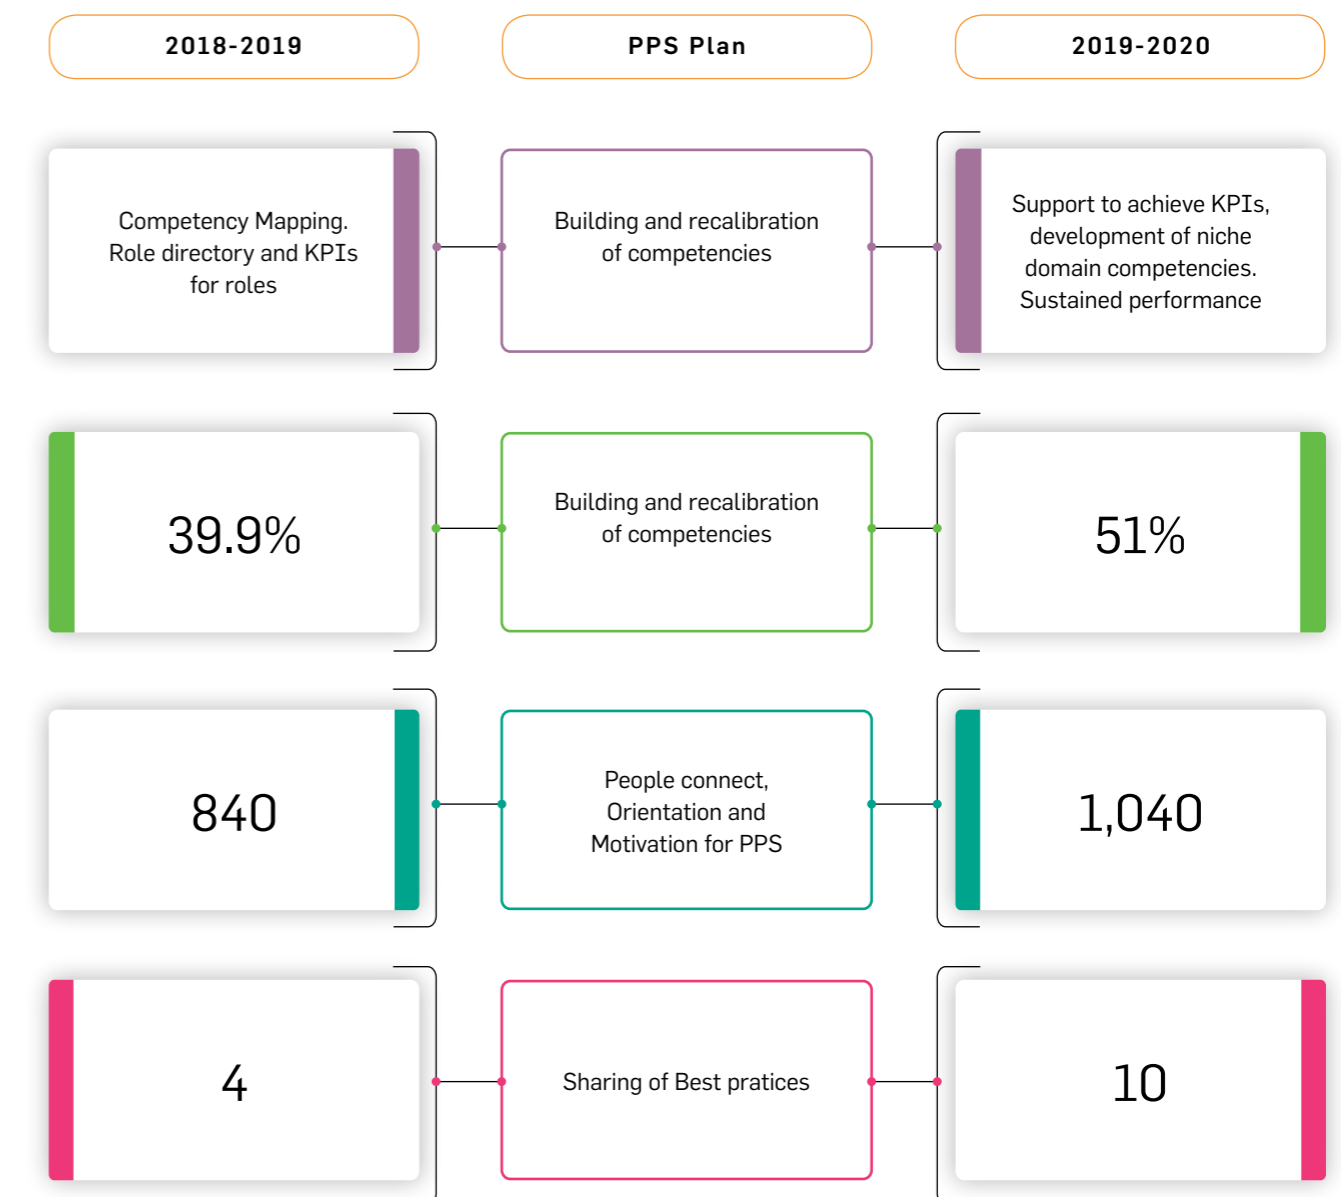 2018-2019
PPS Plan
2019-2020
Competency Mapping.
Role directory and KPIs
for roles
Building and recalibration
of competencies
Support to achieve KPIs,
development of niche
domain competencies.
Sustained performance
39.9%
Building and recalibration
of competencies
51%
840
People connect,
Orientation and
Motivation for PPS
1,040
4
Sharing of Best pratices
10